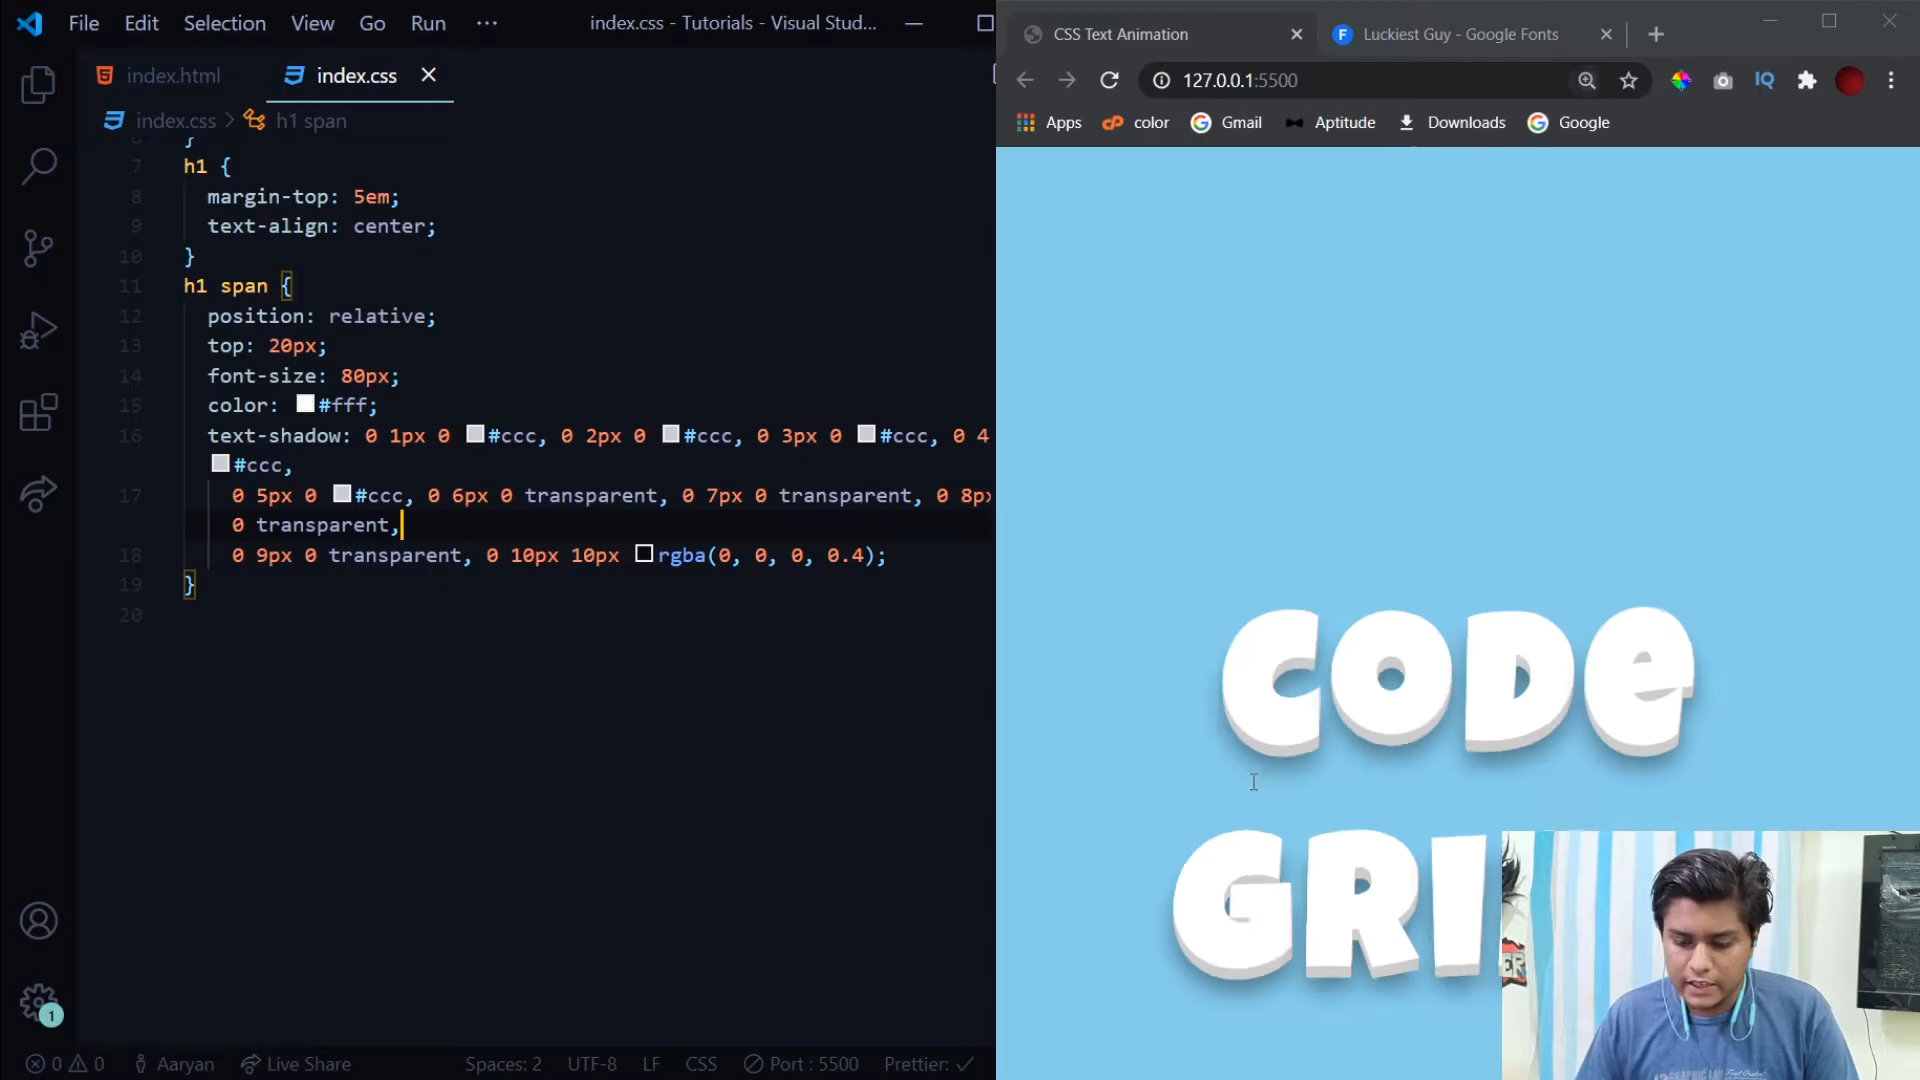 File Edit Selection View Go Run ··· index.css - Tutorials - Visual Stud...
index.html index.css
index.css > h1 span
6 }
7 h1 {
8 margin-top: 5em;
9 text-align: center;
10 }
11 h1 span {
12 position: relative;
13 top: 20px;
14 font-size: 80px;
15 color: #fff;
16 text-shadow: 0 1px 0 #ccc, 0 2px 0 #ccc, 0 3px 0 #ccc, 0 4
#ccc,
17 0 5px 0 #ccc, 0 6px 0 transparent, 0 7px 0 transparent, 0 8px
0 transparent,
18 0 9px 0 transparent, 0 10px 10px rgba(0, 0, 0, 0.4);
19 }
20
1
0 0 Aaryan Live Share Spaces: 2 UTF-8 LF CSS Port : 5500 Prettier: ✓
CSS Text Animation Luckiest Guy - Google Fonts
127.0.0.1:5500 IQ
Apps color Gmail Aptitude Downloads Google
CODE
GRI